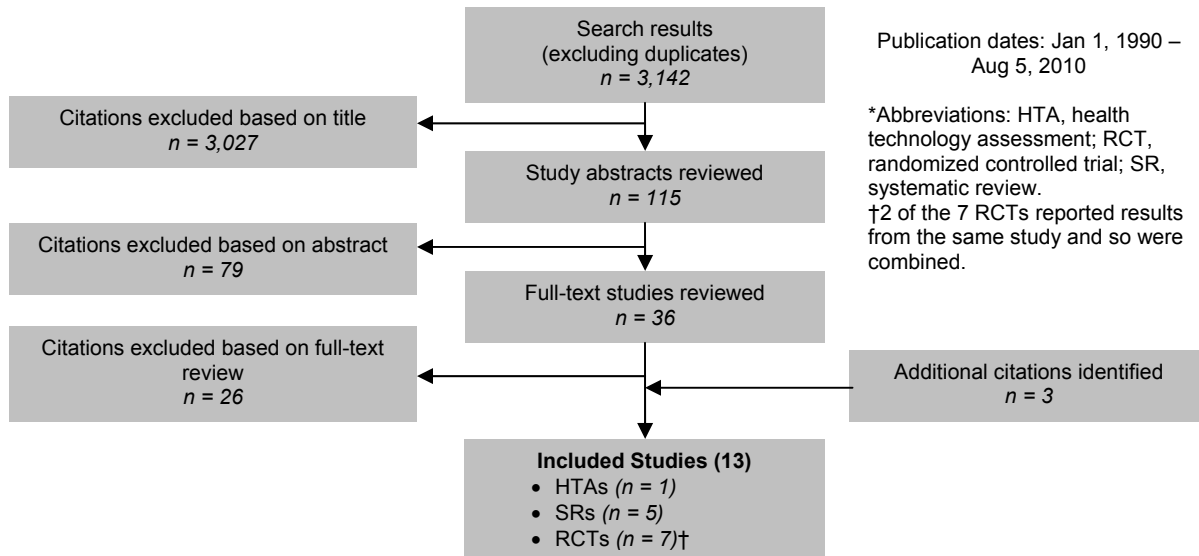 Search results
(excluding duplicates)
n = 3,142
Publication dates: Jan 1, 1990 –
Aug 5, 2010
*Abbreviations: HTA, health
technology assessment; RCT,
randomized controlled trial; SR,
systematic review.
†2 of the 7 RCTs reported results
from the same study and so were
combined.
Citations excluded based on title
n = 3,027
Study abstracts reviewed
n = 115
Citations excluded based on abstract
n = 79
Full-text studies reviewed
n = 36
Citations excluded based on full-text
review
n = 26
Additional citations identified
n = 3
Included Studies (13)
• HTAs (n = 1)
• SRs (n = 5)
• RCTs (n = 7)†